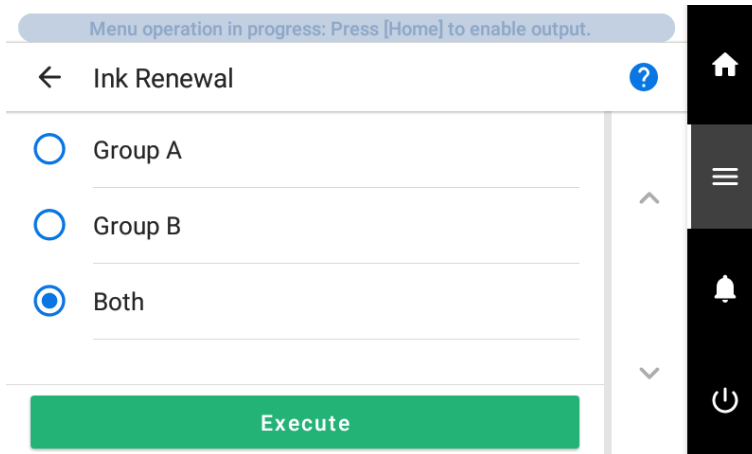 Menu operation in progress: Press [Home] to enable output.
Ink Renewal
?
Group A
Group B
Both
Execute